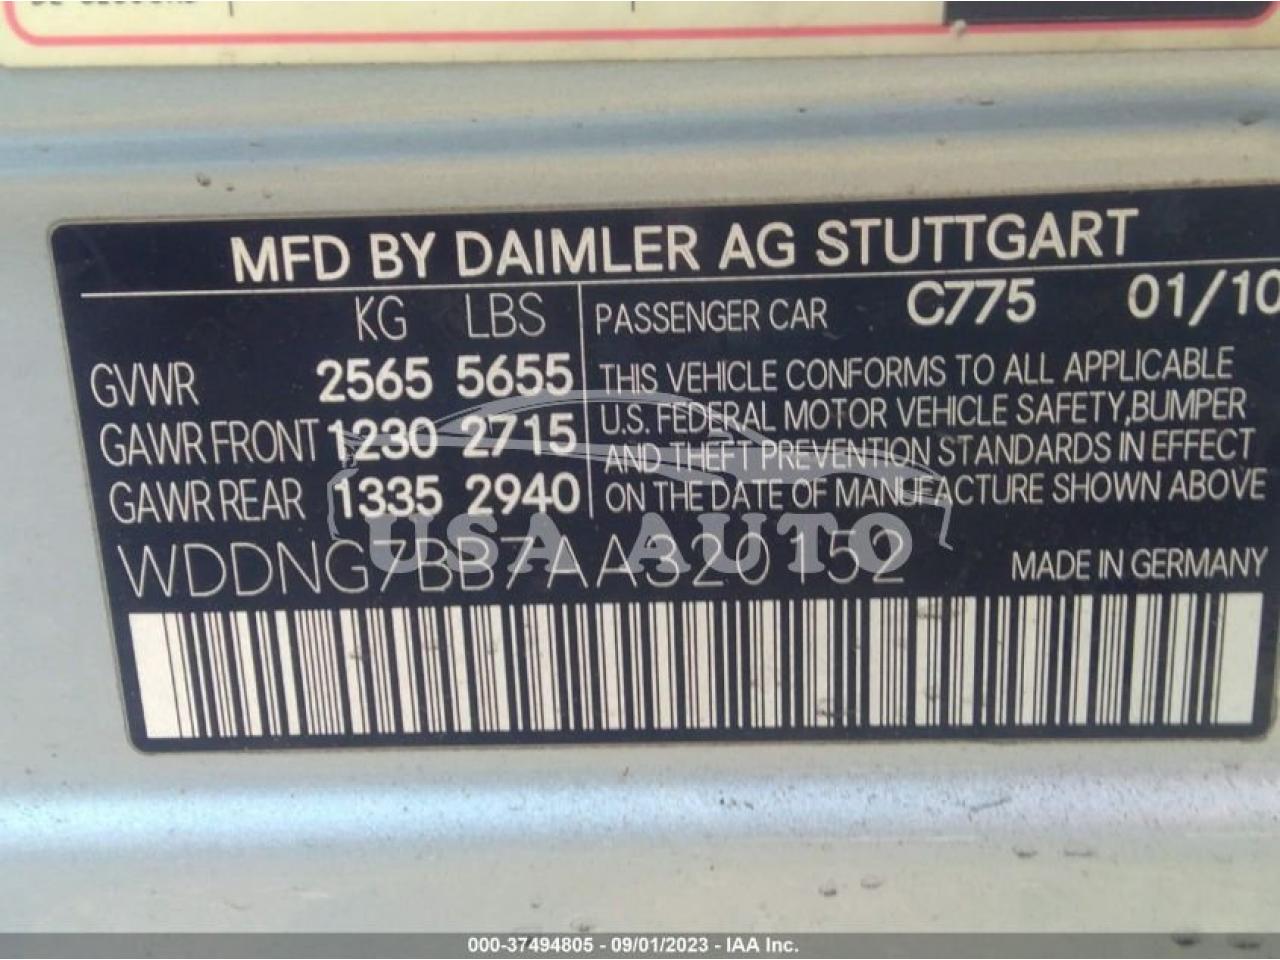 MFD BY DAIMLER AG STUTTGART
KG LBS
PASSENGER CAR C775 01/10
GVWR 2565 5655
GAWR FRONT 1230 2715
GAWR REAR 1335 2940
THIS VEHICLE CONFORMS TO ALL APPLICABLE
U.S. FEDERAL MOTOR VEHICLE SAFETY,BUMPER
AND THEFT PREVENTION STANDARDS IN EFFECT
ON THE DATE OF MANUFACTURE SHOWN ABOVE
USA AUTO
WDDNG7BB7AA320152 MADE IN GERMANY
000-37494805 - 09/01/2023 - IAA Inc.